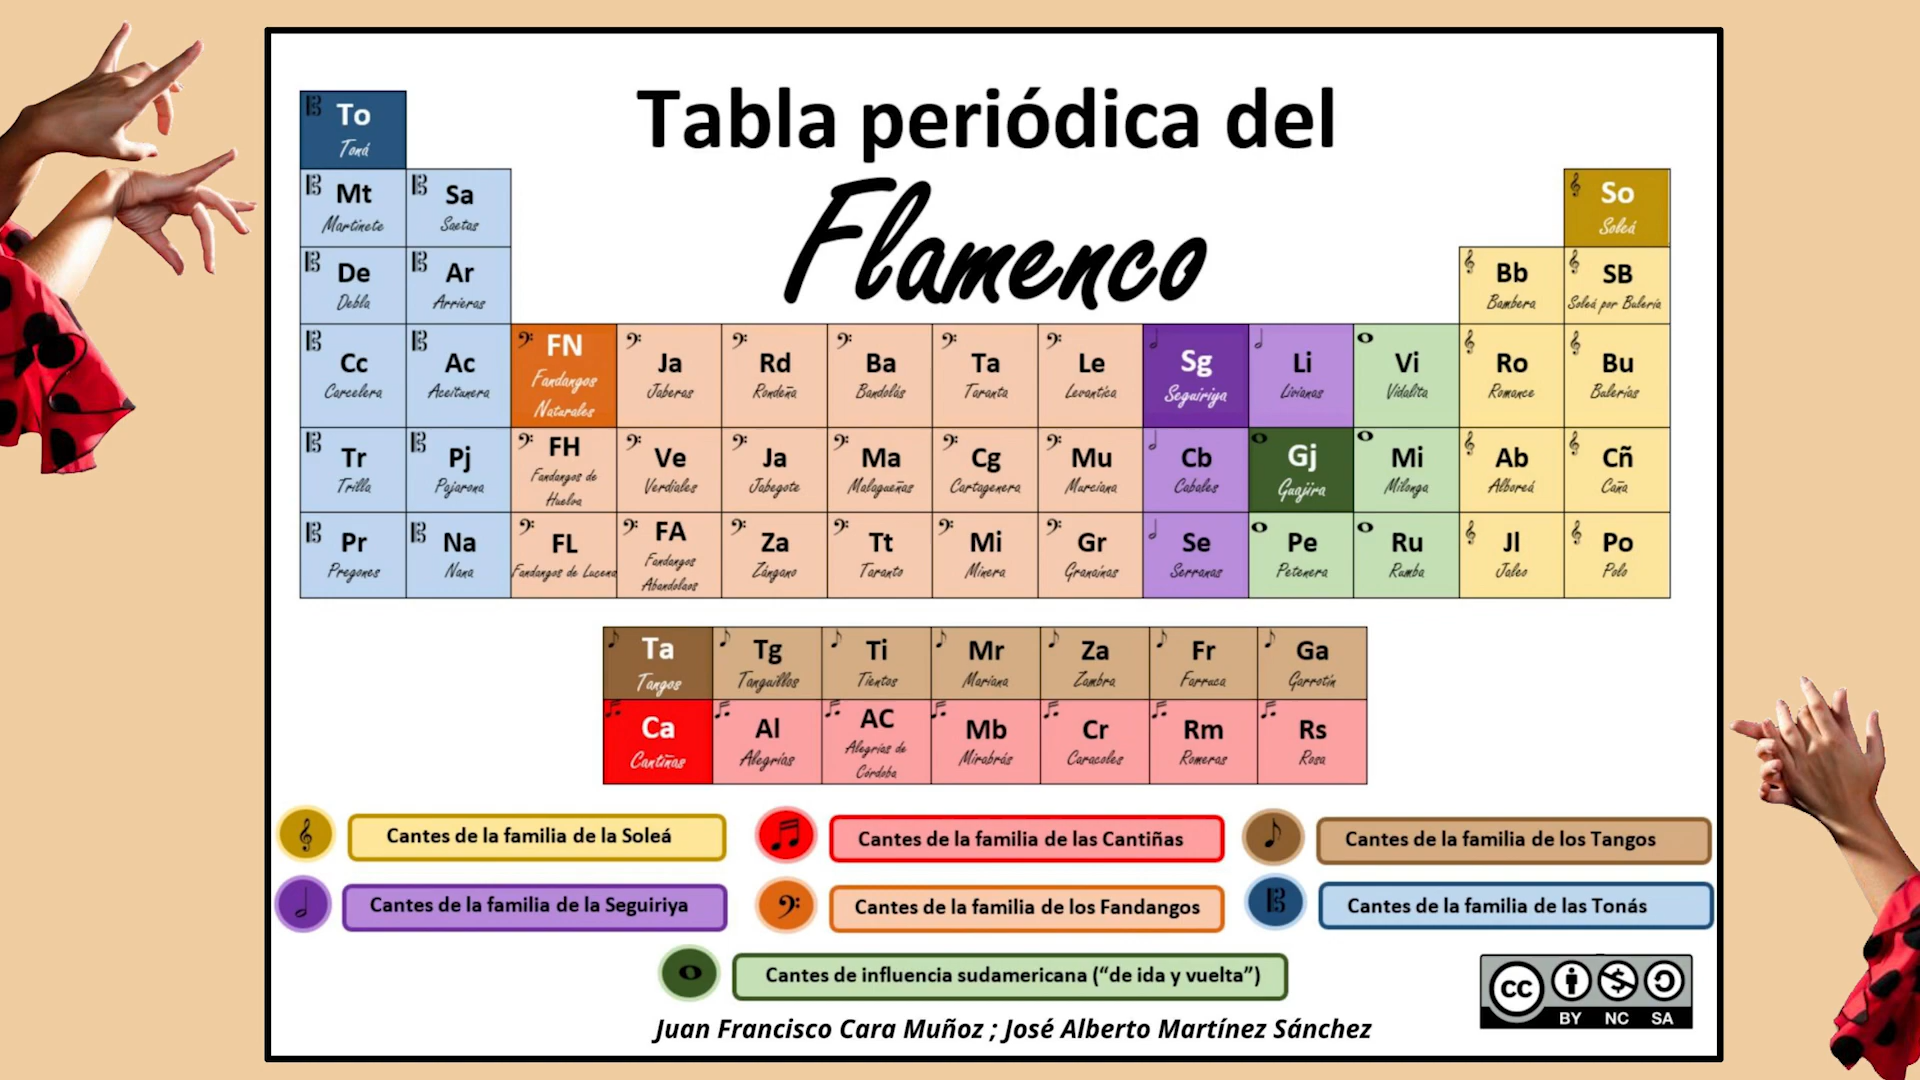 Tabla periódica del
Flamenco
To
Toná
Mt
Martinete
Sa
Saetas
So
Soleá
De
Debla
Ar
Arrieras
Bb
Bambera
SB
Soleá por Bulería
Cc
Carcelera
Ac
Aceitunera
FN
Fandangos
Naturales
Ja
Jaberas
Rd
Rondeña
Ba
Bandolás
Ta
Taranta
Le
Levantica
Sg
Seguiriya
Li
Livianas
Vi
Vidalita
Ro
Romance
Bu
Bulerías
Tr
Trilla
Pj
Pajarona
FH
Fandangos de
Huelva
Ve
Verdiales
Ja
Jabegote
Ma
Malagueñas
Cg
Cartagenera
Mu
Murciana
Cb
Cabales
Gj
Guajira
Mi
Milonga
Ab
Alboreá
Cñ
Caña
Pr
Pregones
Na
Nana
FL
Fandangos de Lucena
FA
Fandangos
Abandolaos
Za
Zángano
Tt
Taranto
Mi
Minera
Gr
Granaínas
Se
Serranas
Pe
Petenera
Ru
Rumba
Jl
Jaleo
Po
Polo
Ta
Tangos
Tg
Tanguillos
Ti
Tientos
Mr
Mariana
Za
Zambra
Fr
Farruca
Ga
Garrotín
Ca
Cantiñas
Al
Alegrías
AC
Alegrías de
Córdoba
Mb
Mirabrás
Cr
Caracoles
Rm
Romeras
Rs
Rosa
Cantes de la familia de la Soleá
Cantes de la familia de las Cantiñas
Cantes de la familia de los Tangos
Cantes de la familia de la Seguiriya
Cantes de la familia de los Fandangos
Cantes de la familia de las Tonás
Cantes de influencia sudamericana (“de ida y vuelta”)
Juan Francisco Cara Muñoz ; José Alberto Martínez Sánchez
cc
BY NC SA